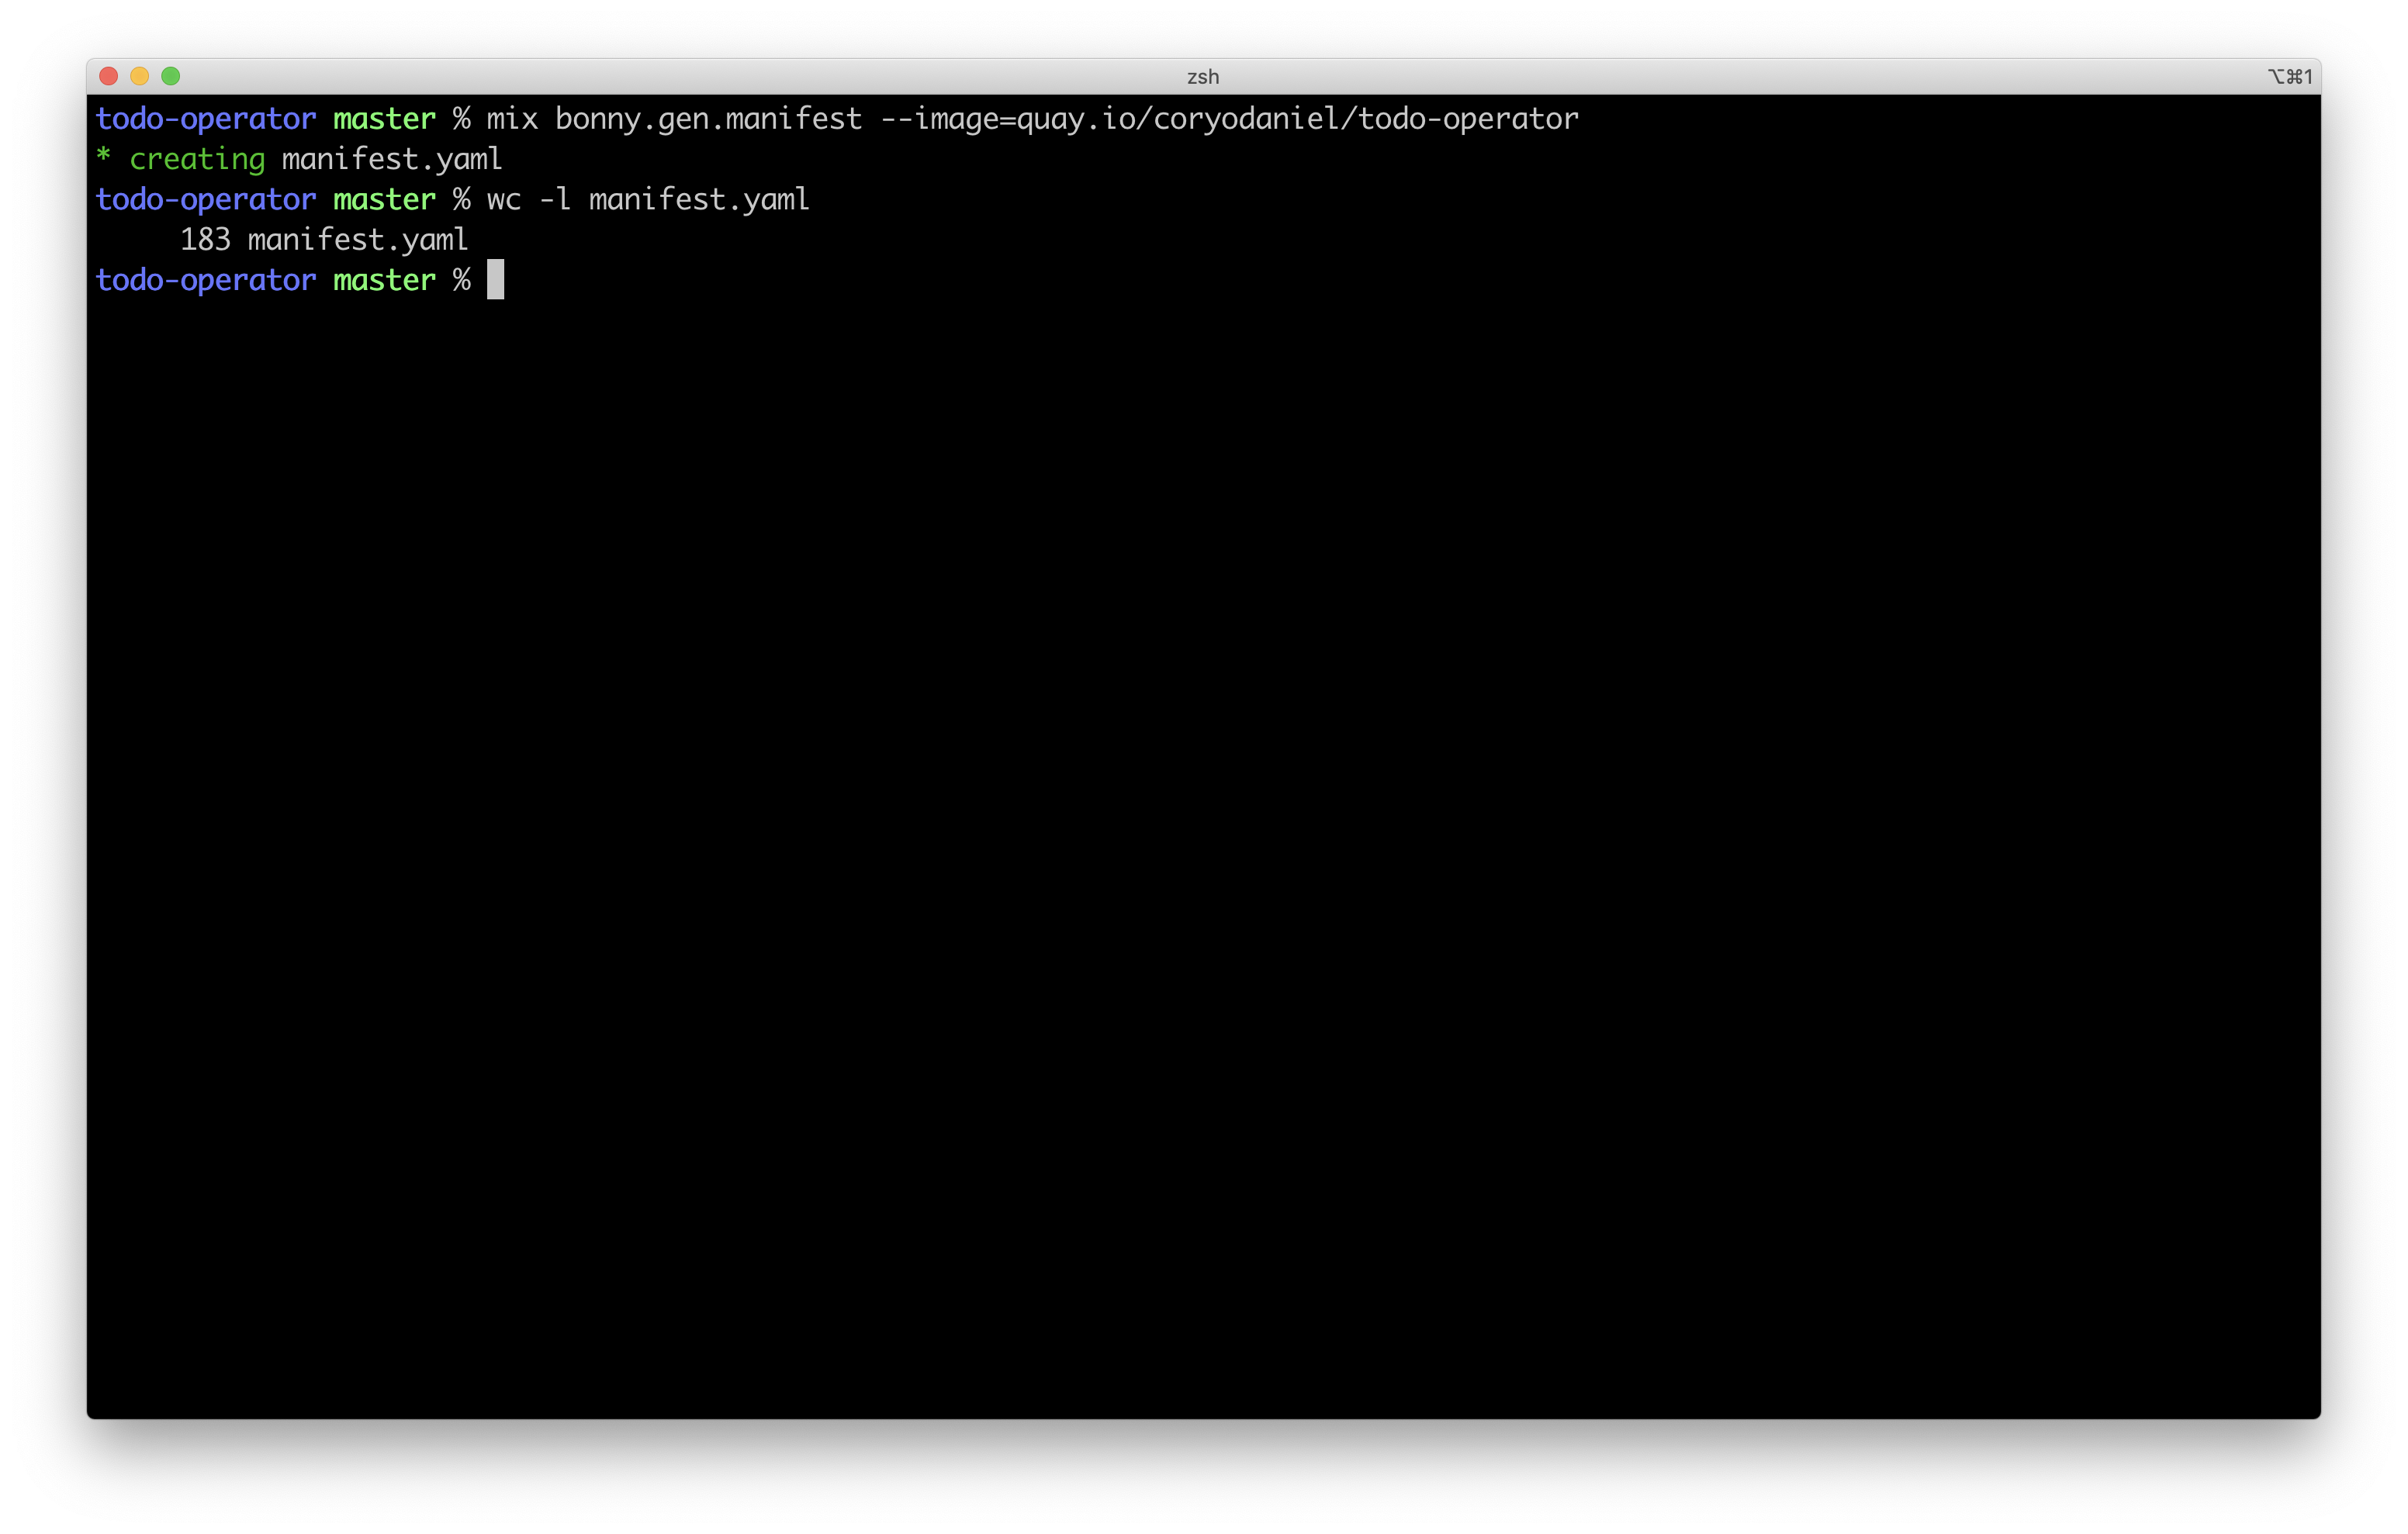 zsh
⌥⌘1
todo-operator master % mix bonny.gen.manifest --image=quay.io/coryodaniel/todo-operator
* creating manifest.yaml
todo-operator master % wc -l manifest.yaml
     183 manifest.yaml
todo-operator master %